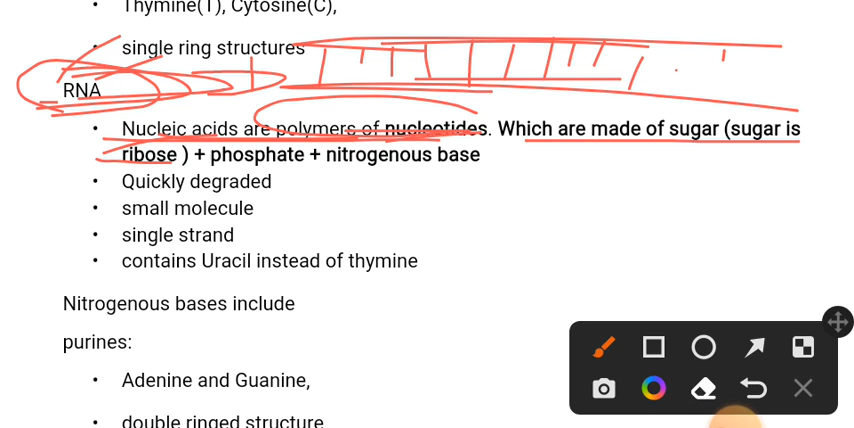 • Thymine(T), Cytosine(C),
• single ring structures
RNA
• Nucleic acids are polymers of nucleotides. Which are made of sugar (sugar is
ribose ) + phosphate + nitrogenous base
• Quickly degraded
• small molecule
• single strand
• contains Uracil instead of thymine
Nitrogenous bases include
purines:
• Adenine and Guanine,
• double ringed structure